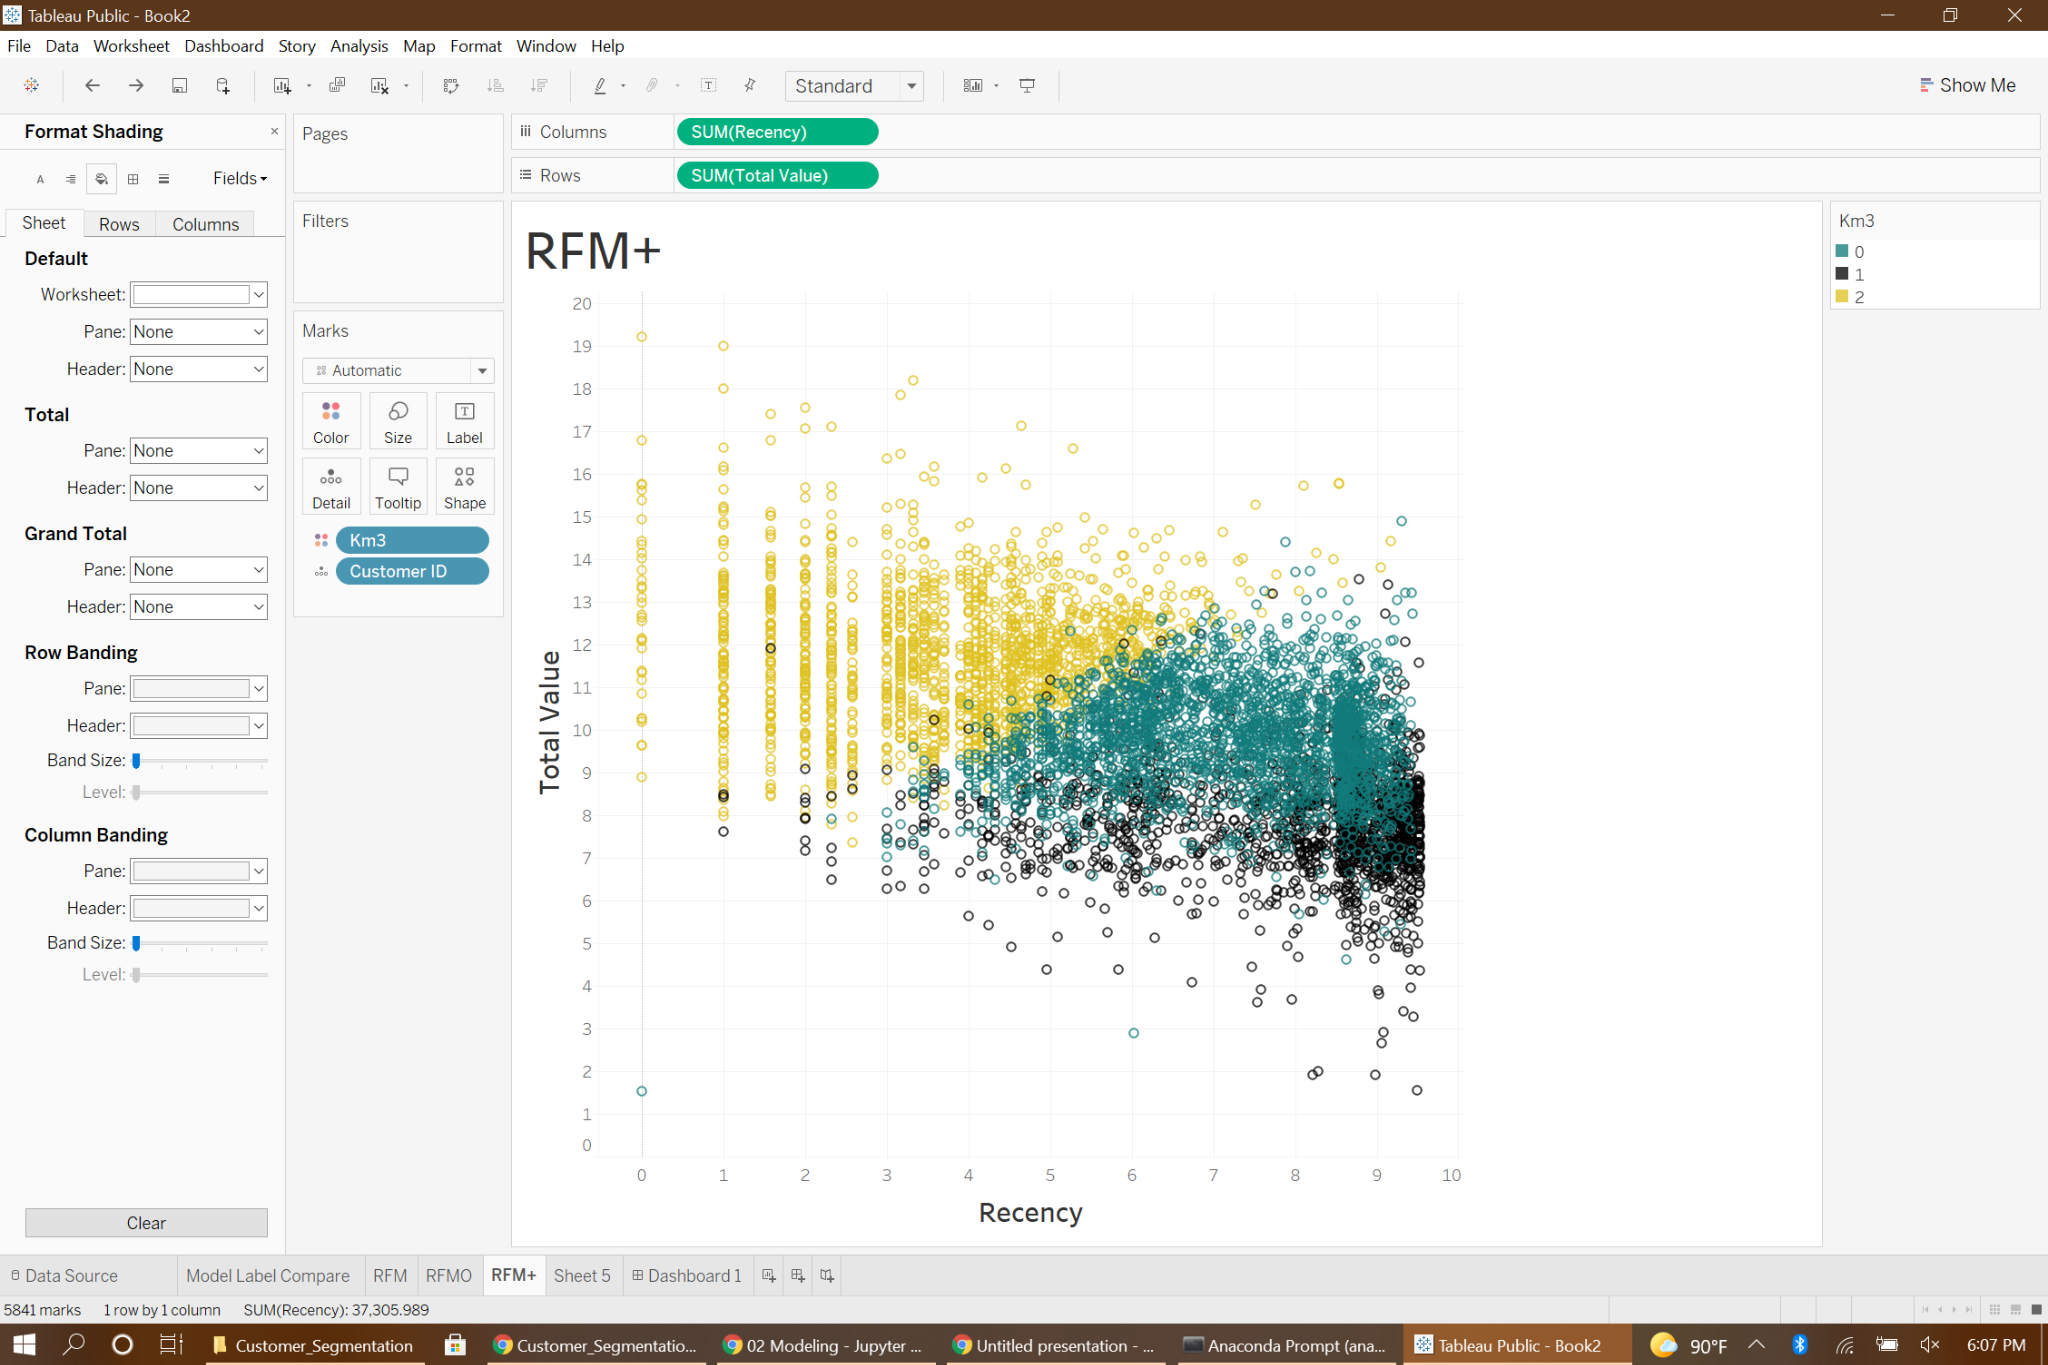 Tableau Public - Book2
File Data Worksheet Dashboard Story Analysis Map Format Window Help
Standard
Show Me
Format Shading
Fields
Sheet Rows Columns
Default
Worksheet:
Pane: None
Header: None
Total
Pane: None
Header: None
Grand Total
Pane: None
Header: None
Row Banding
Pane:
Header:
Band Size:
Level:
Column Banding
Pane:
Header:
Band Size:
Level:
Clear
Pages
Filters
Marks
Automatic
Color Size Label
Detail Tooltip Shape
Km3
Customer ID
Columns SUM(Recency)
Rows SUM(Total Value)
RFM+
Total Value
20
19
18
17
16
15
14
13
12
11
10
9
8
7
6
5
4
3
2
1
0
0 1 2 3 4 5 6 7 8 9 10
Recency
Km3
0
1
2
Data Source Model Label Compare RFM RFMO RFM+ Sheet 5 Dashboard 1
5841 marks 1 row by 1 column SUM(Recency): 37,305.989
Customer_Segmentation Customer_Segmentatio... 02 Modeling - Jupyter ... Untitled presentation - ... Anaconda Prompt (ana... Tableau Public - Book2 90°F 6:07 PM